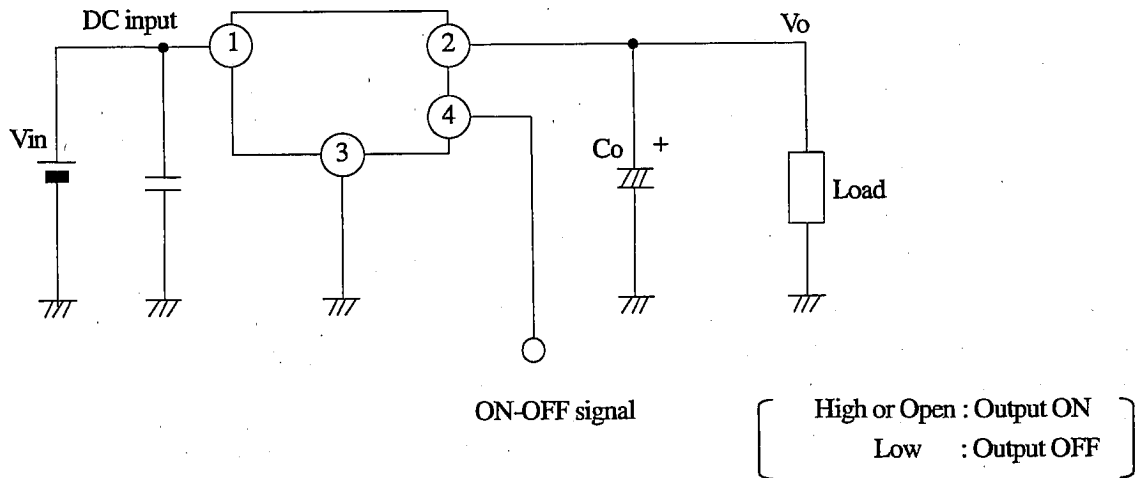 DC input
Vo
1
2
4
Vin
3
Co +
Load
ON-OFF signal
High or Open : Output ON
Low : Output OFF